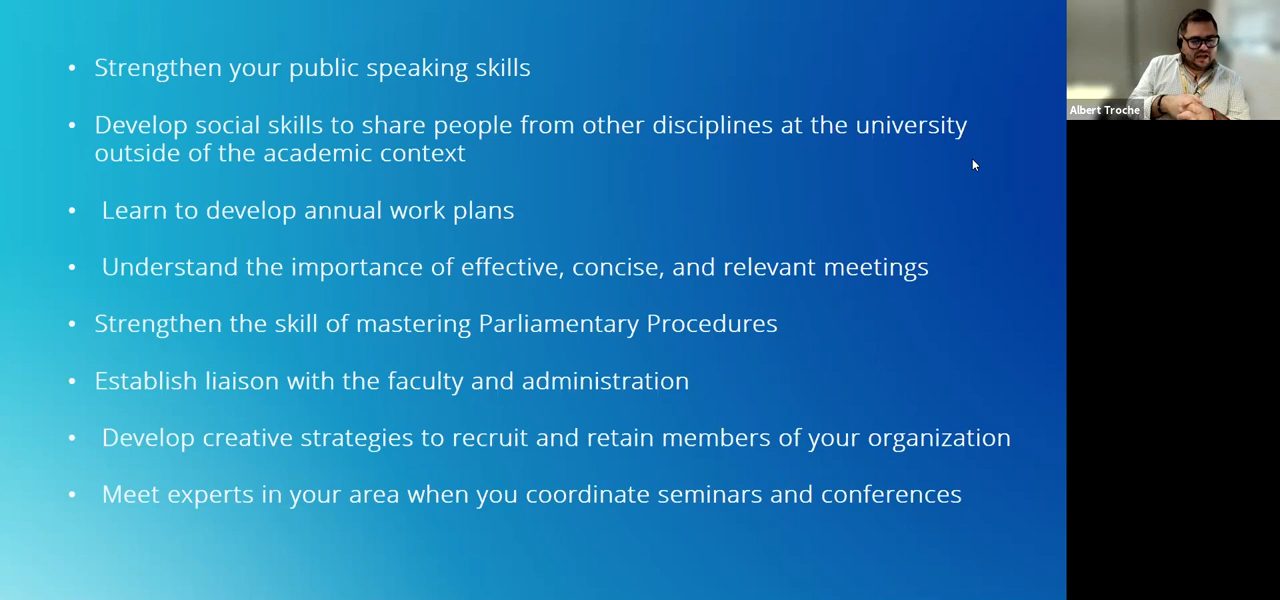 • Strengthen your public speaking skills
• Develop social skills to share people from other disciplines at the university
outside of the academic context
• Learn to develop annual work plans
• Understand the importance of effective, concise, and relevant meetings
• Strengthen the skill of mastering Parliamentary Procedures
• Establish liaison with the faculty and administration
• Develop creative strategies to recruit and retain members of your organization
• Meet experts in your area when you coordinate seminars and conferences
Albert Troche